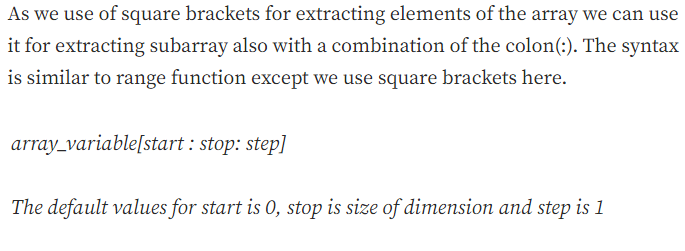 As we use of square brackets for extracting elements of the array we can use
it for extracting subarray also with a combination of the colon(:). The syntax
is similar to range function except we use square brackets here.
array_variable[start : stop: step]
The default values for start is 0, stop is size of dimension and step is 1